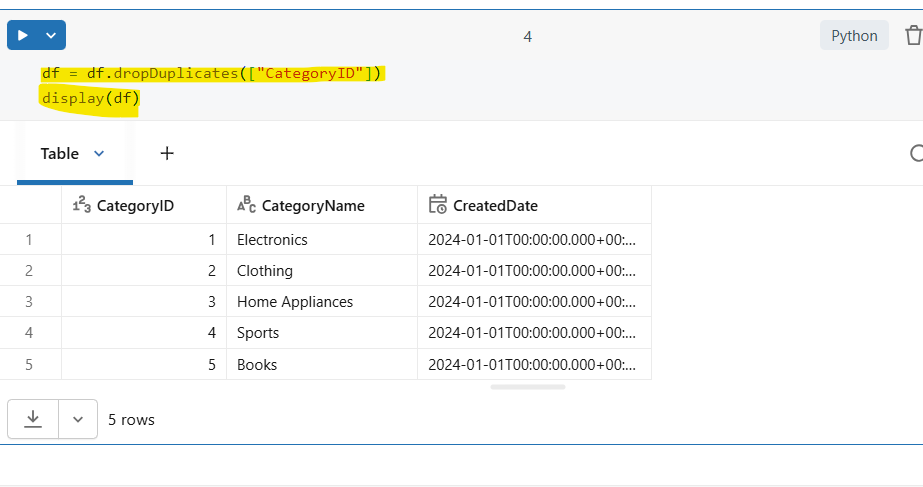 4
Python
df = df.dropDuplicates(["CategoryID"])
display(df)
Table
+
123 CategoryID ABC CategoryName CreatedDate
1 1 Electronics 2024-01-01T00:00:00.000+00:...
2 2 Clothing 2024-01-01T00:00:00.000+00:...
3 3 Home Appliances 2024-01-01T00:00:00.000+00:...
4 4 Sports 2024-01-01T00:00:00.000+00:...
5 5 Books 2024-01-01T00:00:00.000+00:...
5 rows